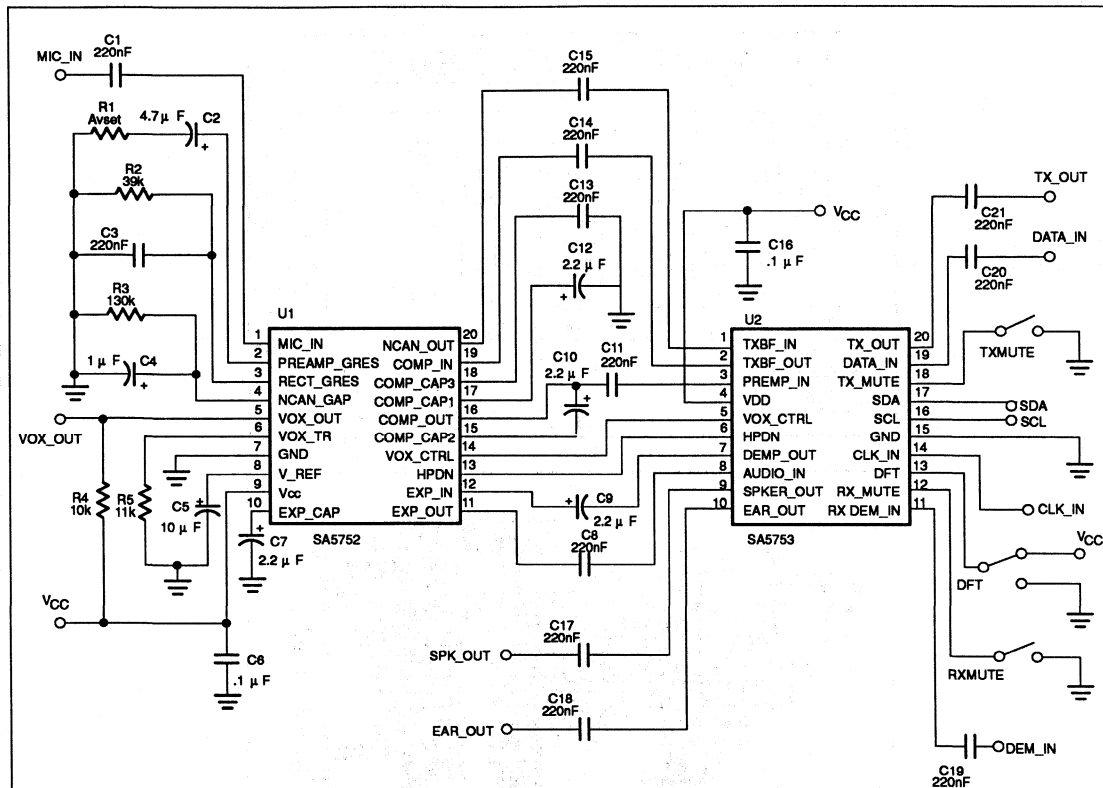 C1
220nF
MIC_IN
R1
Avset
4.7µ F
C2
R2
39k
C3
220nF
R3
130k
1µ F
C4
VOX_OUT
R4
10k
R5
11k
C5
10 µ F
C7
2.2 µ F
VCC
C6
.1 µ F
U1
1 MIC_IN
2 PREAMP_GRES
3 RECT_GRES
4 NCAN_GAP
5 VOX_OUT
6 VOX_TR
7 GND
8 V_REF
9 Vcc
10 EXP_CAP
NCAN_OUT 20
COMP_IN 19
COMP_CAP3 18
COMP_CAP1 17
COMP_OUT 16
COMP_CAP2 15
VOX_CTRL 14
HPDN 13
EXP_IN 12
EXP_OUT 11
SA5752
C15
220nF
C14
220nF
C13
220nF
C12
2.2 µ F
C10
2.2 µ F
C11
220nF
C9
2.2 µ F
C8
220nF
C17
220nF
SPK_OUT
C18
220nF
EAR_OUT
VCC
C16
.1 µ F
U2
1 TXBF_IN
2 TXBF_OUT
3 PREMP_IN
4 VDD
5 VOX_CTRL
6 HPDN
7 DEMP_OUT
8 AUDIO_IN
9 SPKER_OUT
10 EAR_OUT
TX_OUT 20
DATA_IN 19
TX_MUTE 18
SDA 17
SCL 16
GND 15
CLK_IN 14
DFT 13
RX_MUTE 12
RX DEM_IN 11
SA5753
TX_OUT
C21
220nF
DATA_IN
C20
220nF
TXMUTE
SDA
SCL
CLK_IN
VCC
DFT
RXMUTE
C19
220nF
DEM_IN